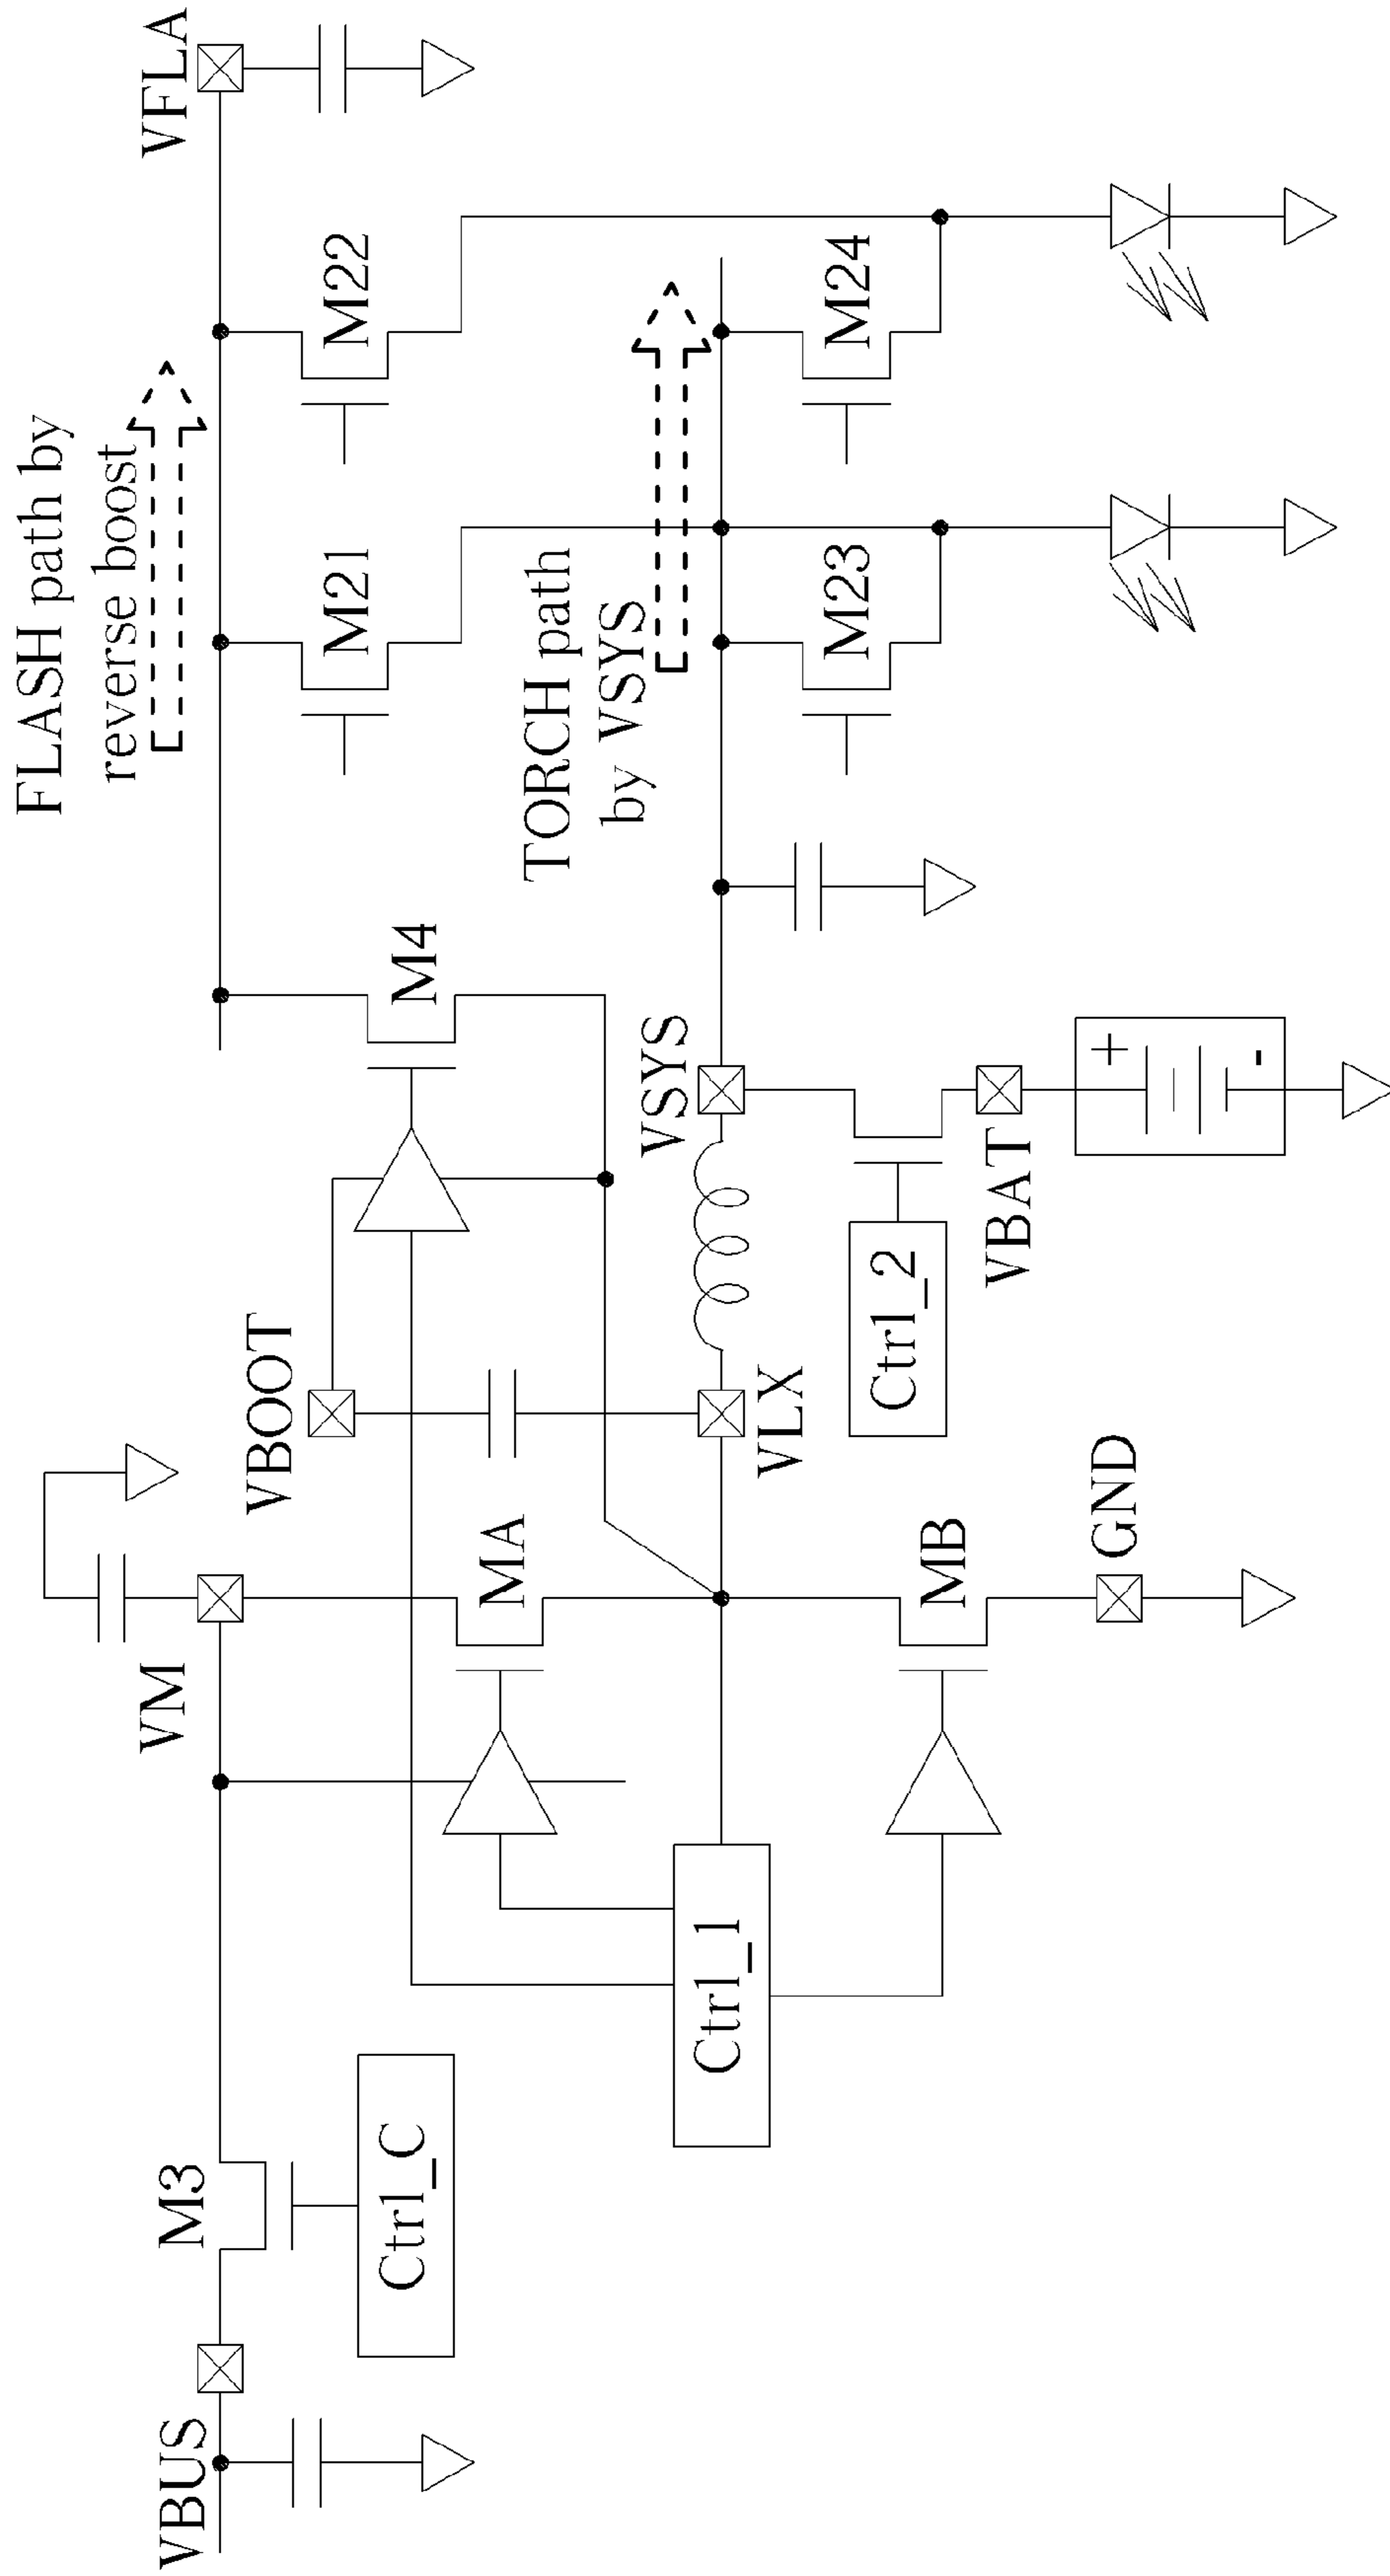 FLASH path by
reverse boost
VFLA
M21
M22
TORCH path
by VSYS
M23
M24
M4
VSYS
VBOOT
VM
MA
VLX
Ctrl_2
VBAT
+
-
MB
GND
Ctrl_1
M3
Ctrl_C
VBUS